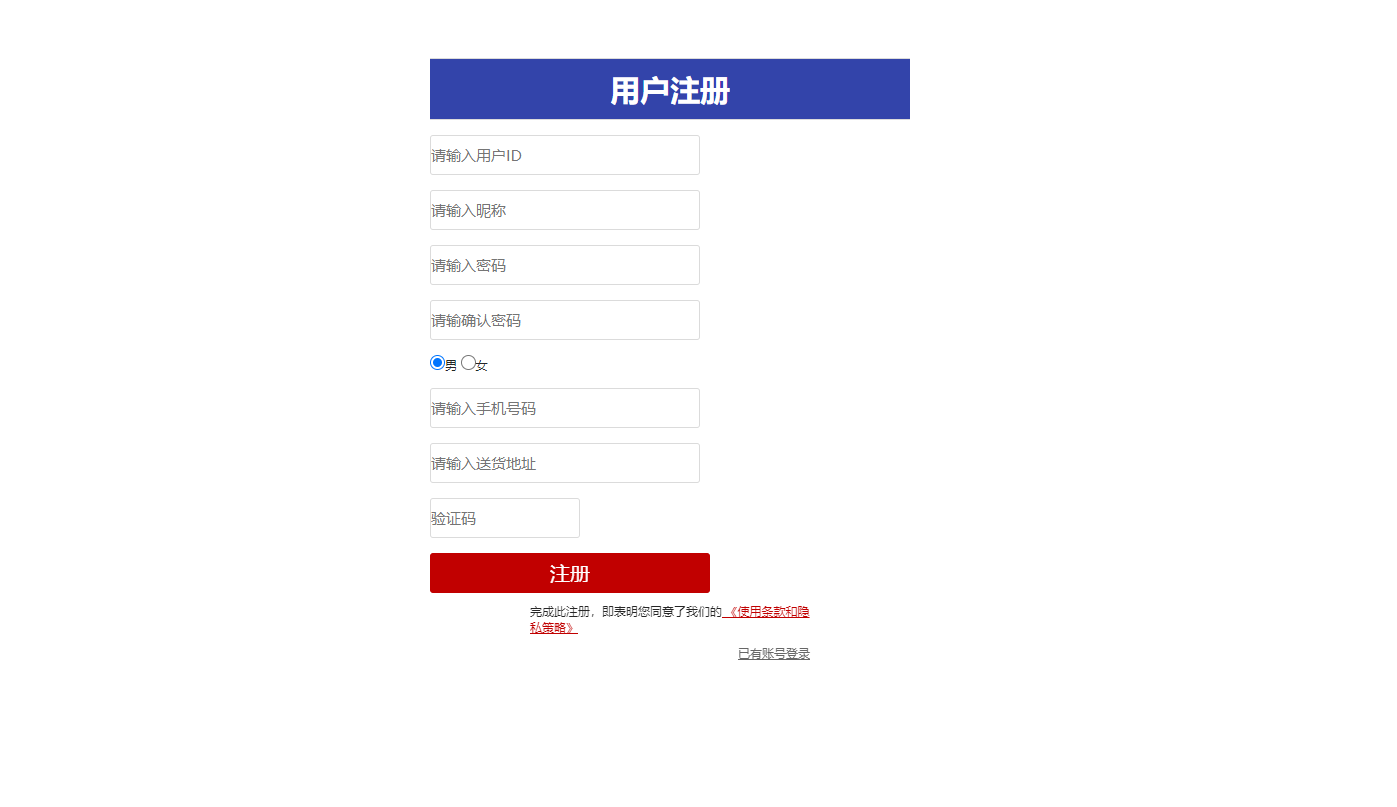 用户注册
请输入用户ID
请输入昵称
请输入密码
请输确认密码
男 女
请输入手机号码
请输入送货地址
验证码
注册
完成此注册，即表明您同意了我们的《使用条款和隐
私策略》
已有账号登录